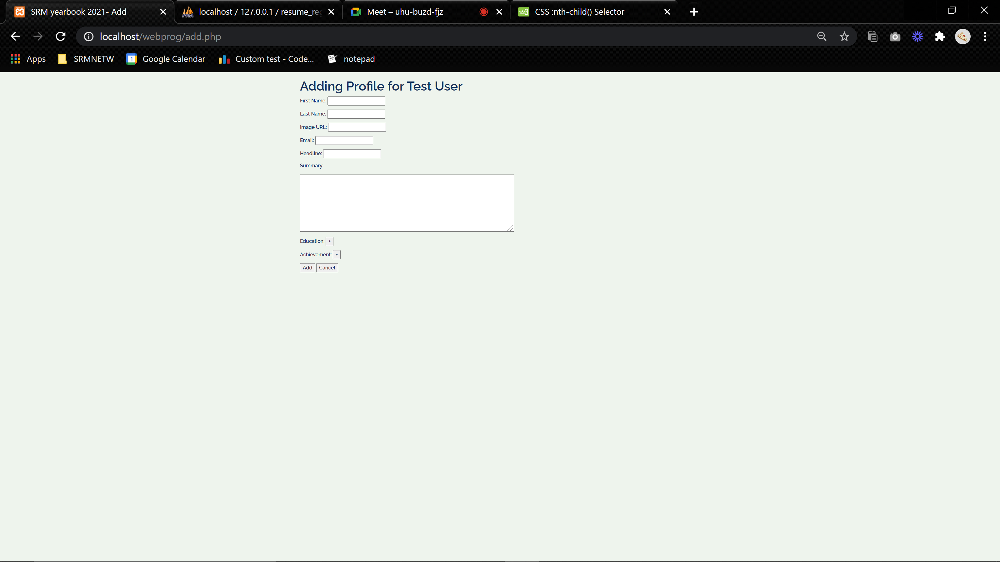 SRM yearbook 2021- Add
localhost / 127.0.0.1 / resume_reg
Meet – uhu-buzd-fjz
CSS :nth-child() Selector
localhost/webprog/add.php
Apps
SRMNETW
Google Calendar
Custom test - Code...
notepad
Adding Profile for Test User
First Name:
Last Name:
Image URL:
Email:
Headline:
Summary:
Education: +
Achievement: +
Add Cancel